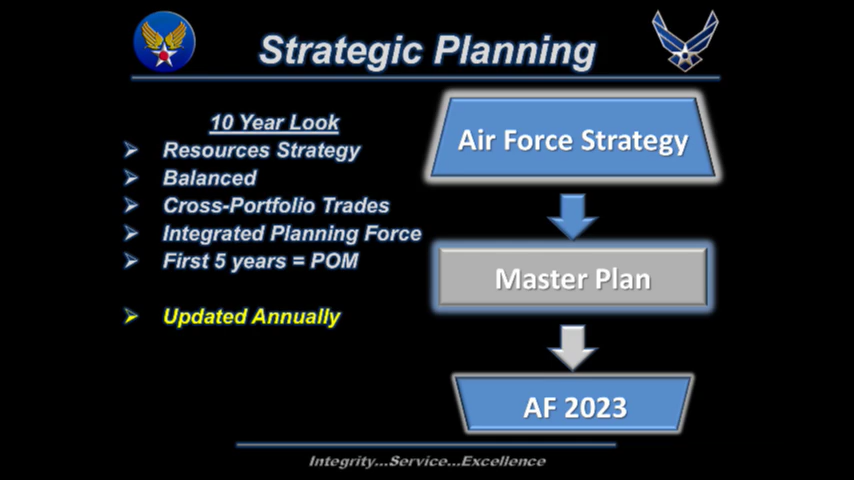 Strategic Planning
10 Year Look
Resources Strategy
Balanced
Cross-Portfolio Trades
Integrated Planning Force
First 5 years = POM
Updated Annually
Air Force Strategy
Master Plan
AF 2023
Integrity...Service...Excellence